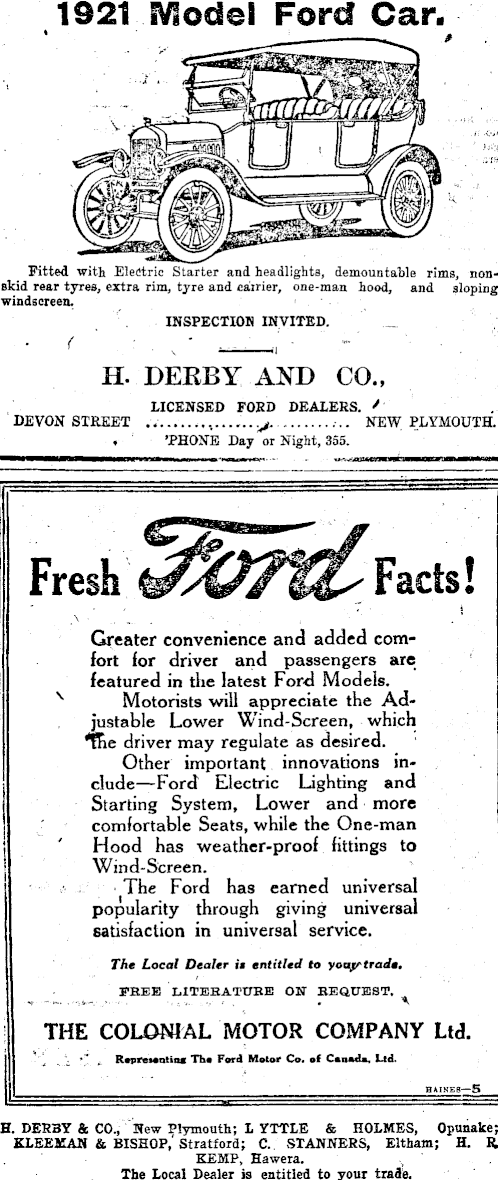 1921 Model Ford Car.
Fitted with Electric Starter and headlights, demountable rims, non-
skid rear tyres, extra rim, tyre and carrier, one-man hood, and sloping
windscreen.
INSPECTION INVITED.
H. DERBY AND CO.,
LICENSED FORD DEALERS.
DEVON STREET ............................ NEW PLYMOUTH.
'PHONE Day or Night, 355.
Fresh Ford Facts!
Greater convenience and added com-
fort for driver and passengers are
featured in the latest Ford Models.
Motorists will appreciate the Ad-
justable Lower Wind-Screen, which
the driver may regulate as desired.
Other important innovations in-
clude—Ford Electric Lighting and
Starting System, Lower and more
comfortable Seats, while the One-man
Hood has weather-proof fittings to
Wind-Screen.
The Ford has earned universal
popularity through giving universal
satisfaction in universal service.
The Local Dealer is entitled to your trade.
FREE LITERATURE ON REQUEST.
THE COLONIAL MOTOR COMPANY Ltd.
Representing The Ford Motor Co. of Canada, Ltd.
HAINES—5
H. DERBY & CO., New Plymouth; LYTTLE & HOLMES, Opunake;
KLEEMAN & BISHOP, Stratford; C. STANNERS, Eltham; H. R.
KEMP, Hawera.
The Local Dealer is entitled to your trade.